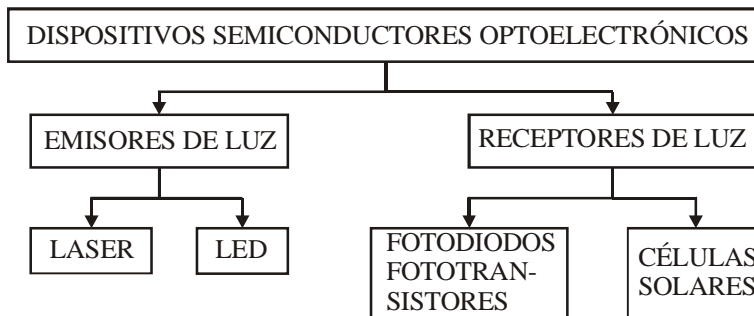 DISPOSITIVOS SEMICONDUCTORES OPTOELECTRÓNICOS
EMISORES DE LUZ
RECEPTORES DE LUZ
LASER
LED
FOTODIODOS
FOTOTRAN-
SISTORES
CÉLULAS
SOLARES